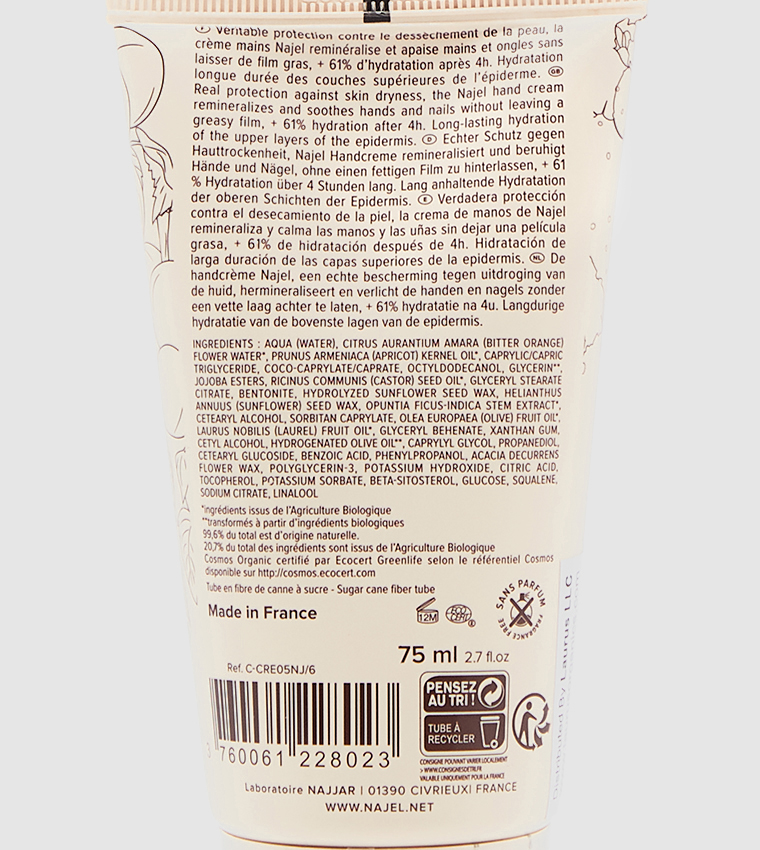 Véritable protection contre le dessèchement de la peau, la
crème mains Najel reminéralise et apaise mains et ongles sans
laisser de film gras, + 61% d'hydratation après 4h. Hydratation
longue durée des couches supérieures de l'épiderme. GB
Real protection against skin dryness, the Najel hand cream
remineralizes and soothes hands and nails without leaving a
greasy film, + 61% hydration after 4h. Long-lasting hydration
of the upper layers of the epidermis. D Echter Schutz gegen
Hauttrockenheit, Najel Handcreme remineralisiert und beruhigt
Hände und Nägel, ohne einen fettigen Film zu hinterlassen, + 61
% Hydratation über 4 Stunden lang. Lang anhaltende Hydratation
der oberen Schichten der Epidermis. E Verdadera protección
contra el desecamiento de la piel, la crema de manos de Najel
remineraliza y calma las manos y las uñas sin dejar una película
grasa, + 61% de hidratación después de 4h. Hidratación de
larga duración de las capas superiores de la epidermis. NL De
handcrème Najel, een echte bescherming tegen uitdroging van
de huid, hermineraliseert en verlicht de handen en nagels zonder
een vette laag achter te laten, + 61% hydratatie na 4u. Langdurige
hydratatie van de bovenste lagen van de epidermis.
INGREDIENTS : AQUA (WATER), CITRUS AURANTIUM AMARA (BITTER ORANGE)
FLOWER WATER*, PRUNUS ARMENIACA (APRICOT) KERNEL OIL*, CAPRYLIC/CAPRIC
TRIGLYCERIDE, COCO-CAPRYLATE/CAPRATE, OCTYLDODECANOL, GLYCERIN**,
JOJOBA ESTERS, RICINUS COMMUNIS (CASTOR) SEED OIL*, GLYCERYL STEARATE
CITRATE, BENTONITE, HYDROLYZED SUNFLOWER SEED WAX, HELIANTHUS
ANNUUS (SUNFLOWER) SEED WAX, OPUNTIA FICUS-INDICA STEM EXTRACT*,
CETEARYL ALCOHOL, SORBITAN CAPRYLATE, OLEA EUROPAEA (OLIVE) FRUIT OIL*,
LAURUS NOBILIS (LAUREL) FRUIT OIL*, GLYCERYL BEHENATE, XANTHAN GUM,
CETYL ALCOHOL, HYDROGENATED OLIVE OIL**, CAPRYLYL GLYCOL, PROPANEDIOL,
CETEARYL GLUCOSIDE, BENZOIC ACID, PHENYLPROPANOL, ACACIA DECURRENS
FLOWER WAX, POLYGLYCERIN-3, POTASSIUM HYDROXIDE, CITRIC ACID,
TOCOPHEROL, POTASSIUM SORBATE, BETA-SITOSTEROL, GLUCOSE, SQUALENE,
SODIUM CITRATE, LINALOOL
*ingrédients issus de l'Agriculture Biologique
**transformés à partir d'ingrédients biologiques
99,6% du total est d'origine naturelle.
20,7% du total des ingrédients sont issus de l'Agriculture Biologique
Cosmos Organic certifié par Ecocert Greenlife selon le référentiel Cosmos
disponible sur http://cosmos.ecocert.com
Tube en fibre de canne à sucre - Sugar cane fiber tube
Made in France
12M
ECO CERT
SANS PARFUM
FRAGRANCE FREE
75 ml 2.7 fl.oz
Ref. C-CRE05NJ/6
PENSEZ
AU TRI !
TUBE À
RECYCLER
CONSIGNE POUVANT VARIER LOCALEMENT
> WWW.CONSIGNESDETRI.FR
VALABLE UNIQUEMENT POUR LA FRANCE
3 760061 228023
Laboratoire NAJJAR | 01390 CIVRIEUXI FRANCE
WWW.NAJEL.NET
Distributed By Laurus LLC